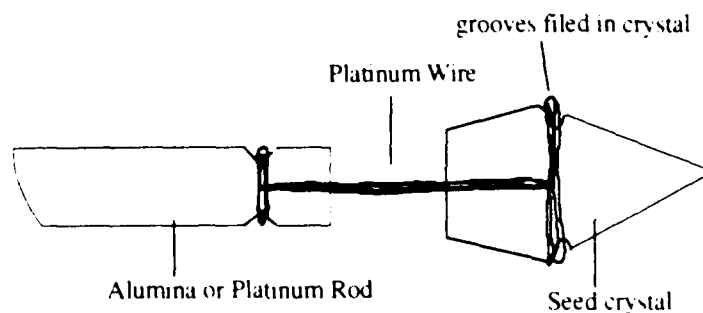 grooves filed in crystal
Platinum Wire
Alumina or Platinum Rod
Seed crystal